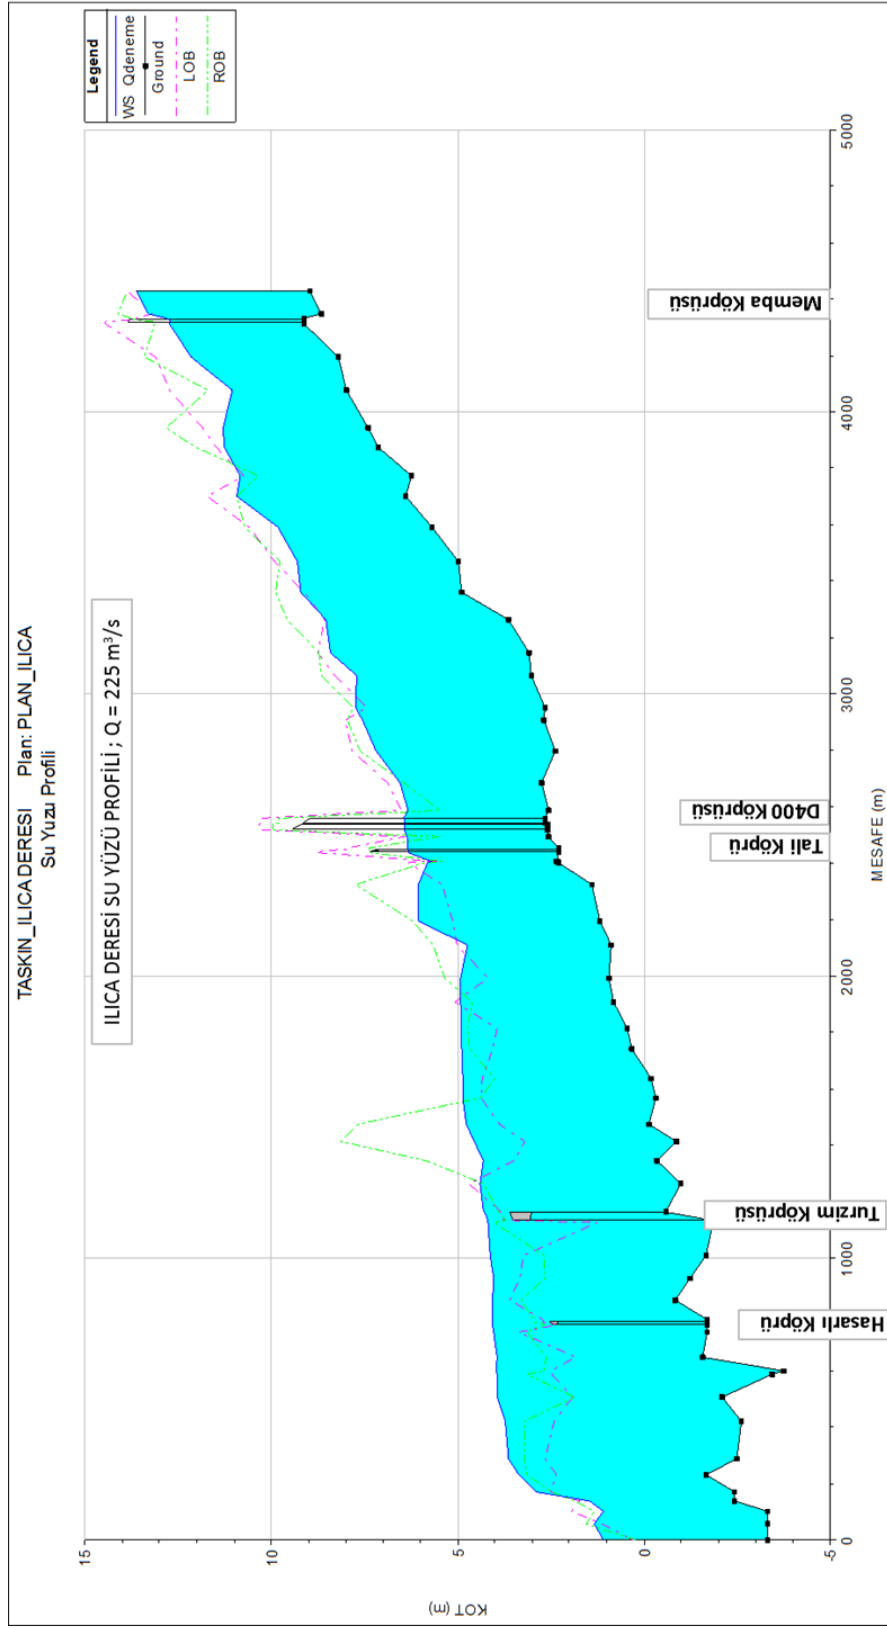 TASKIN_ILICA DERESI Plan: PLAN_ILICA
Su Yuzu Profili
ILICA DERESİ SU YÜZÜ PROFİLİ ; Q = 225 m³/s
Legend
WS Qdeneme
Ground
LOB
ROB
KOT (m)
15
10
5
0
-5
0
1000
2000
3000
4000
5000
MESAFE (m)
Hasarlı Köprü
Turzim Köprüsü
Tali Köprü
D400 Köprüsü
Memba Köprüsü